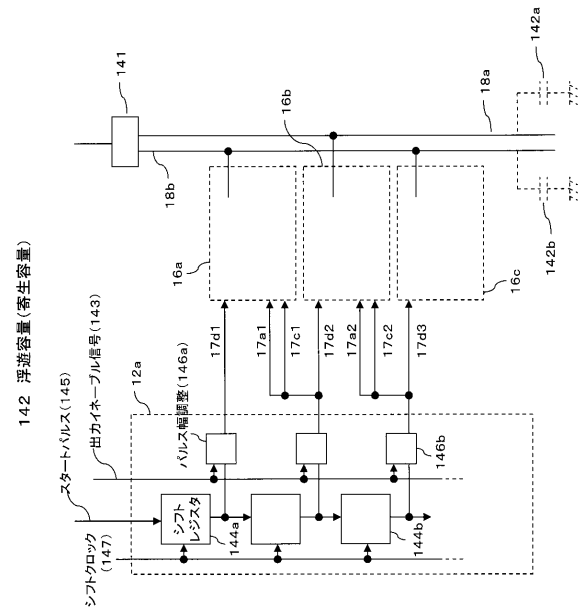 142 浮遊容量(寄生容量)
シフトクロック
(147)
スタートパルス(145)
出力イネーブル信号(143)
12a
パルス幅調整(146a)
シフト
レジスタ
144a
144b
146b
17d1
17a1
17c1
17d2
17a2
17c2
17d3
16a
16b
16c
141
18b
18a
142a
142b